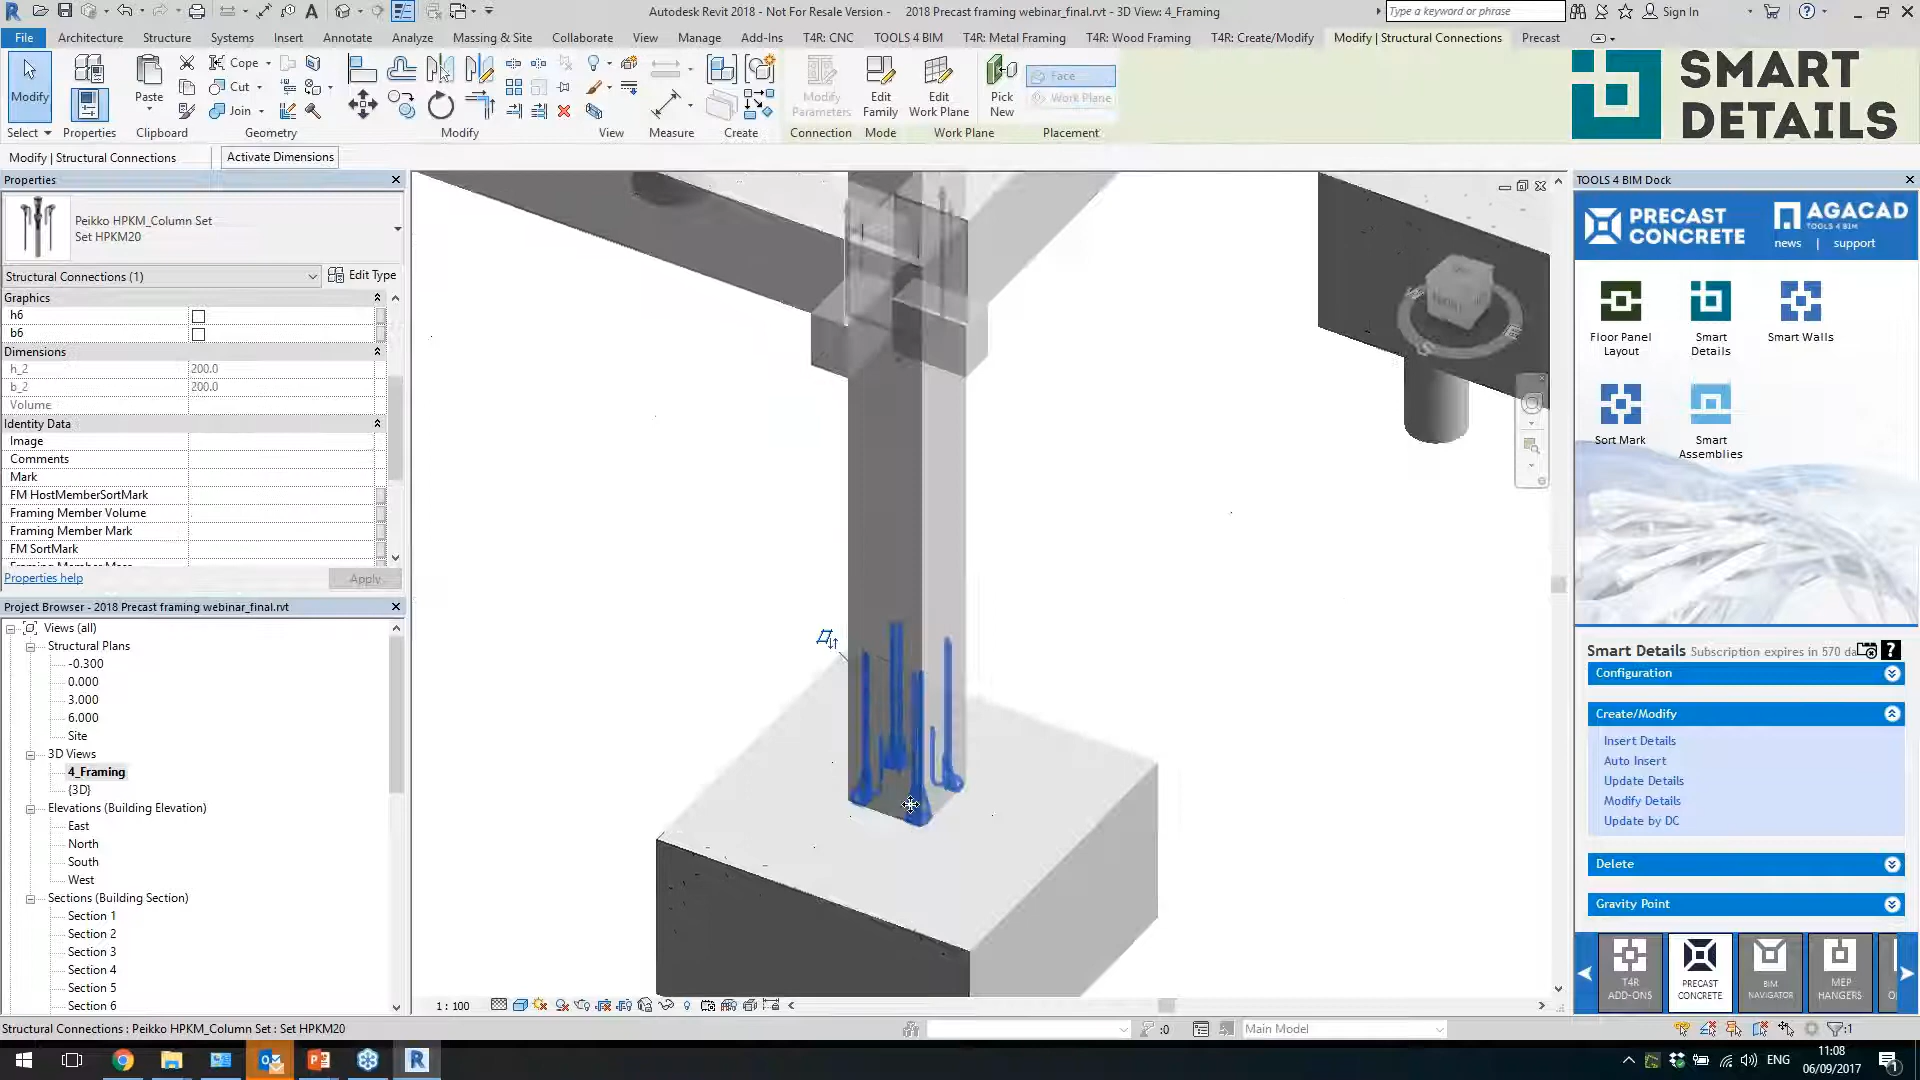 Autodesk Revit 2018 - Not For Resale Version - 2018 Precast framing webinar_final.rvt - 3D View: 4_Framing
Type a keyword or phrase
Sign In
File Architecture Structure Systems Insert Annotate Analyze Massing & Site Collaborate View Manage Add-Ins T4R: CNC TOOLS 4 BIM T4R: Metal Framing T4R: Wood Framing T4R: Create/Modify Modify | Structural Connections Precast
Modify
Paste
Cope
Cut
Join
Modify Parameters
Edit Family
Edit Work Plane
Pick New
Face
Work Plane
Select Properties Clipboard Geometry Modify View Measure Create Connection Mode Work Plane Placement
SMART DETAILS
Modify | Structural Connections
Activate Dimensions
Properties
Peikko HPKM_Column Set
Set HPKM20
Structural Connections (1)
Edit Type
Graphics
h6
b6
Dimensions
h_2 200.0
b_2 200.0
Volume
Identity Data
Image
Comments
Mark
FM HostMemberSortMark
Framing Member Volume
Framing Member Mark
FM SortMark
Properties help
Apply
Project Browser - 2018 Precast framing webinar_final.rvt
Views (all)
Structural Plans
-0.300
0.000
3.000
6.000
Site
3D Views
4_Framing
{3D}
Elevations (Building Elevation)
East
North
South
West
Sections (Building Section)
Section 1
Section 2
Section 3
Section 4
Section 5
Section 6
1 : 100
TOOLS 4 BIM Dock
PRECAST CONCRETE
AGACAD
TOOLS 4 BIM
news | support
Floor Panel Layout
Smart Details
Smart Walls
Sort Mark
Smart Assemblies
Smart Details Subscription expires in 570 da
Configuration
Create/Modify
Insert Details
Auto Insert
Update Details
Modify Details
Update by DC
Delete
Gravity Point
T4R ADD-ONS
PRECAST CONCRETE
BIM NAVIGATOR
MEP HANGERS
Structural Connections : Peikko HPKM_Column Set : Set HPKM20
:0
Main Model
:1
ENG
11:08
06/09/2017
1